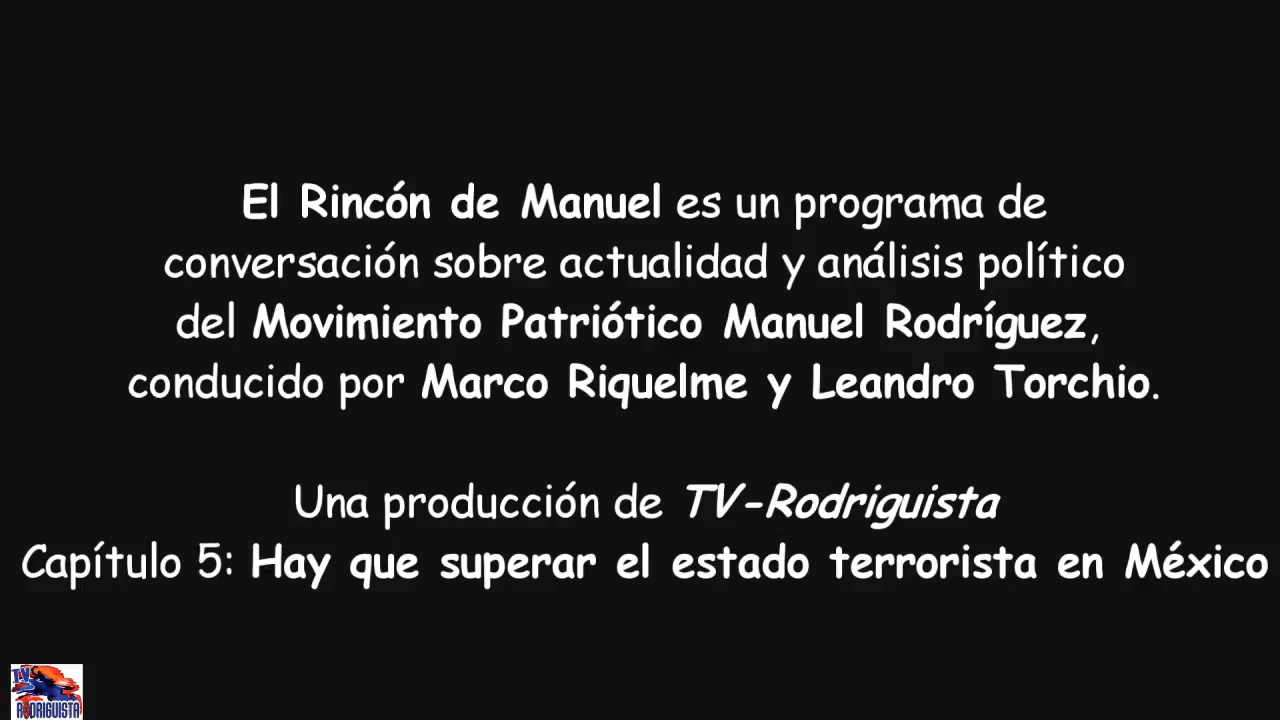 El Rincón de Manuel es un programa de
conversación sobre actualidad y análisis político
del Movimiento Patriótico Manuel Rodríguez,
conducido por Marco Riquelme y Leandro Torchio.
Una producción de TV-Rodriguista
Capítulo 5: Hay que superar el estado terrorista en México
TV
RODRIGUISTA